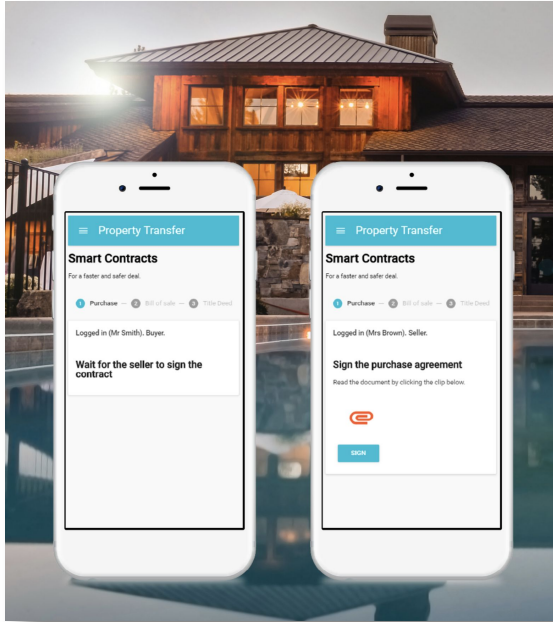 Property Transfer
Smart Contracts
For a faster and safer deal.
1 Purchase — 2 Bill of sale — 3 Title Deed
Logged in (Mr Smith). Buyer.
Wait for the seller to sign the
contract
Property Transfer
Smart Contracts
For a faster and safer deal.
1 Purchase — 2 Bill of sale — 3 Title Deed
Logged in (Mrs Brown). Seller.
Sign the purchase agreement
Read the document by clicking the clip below.
SIGN